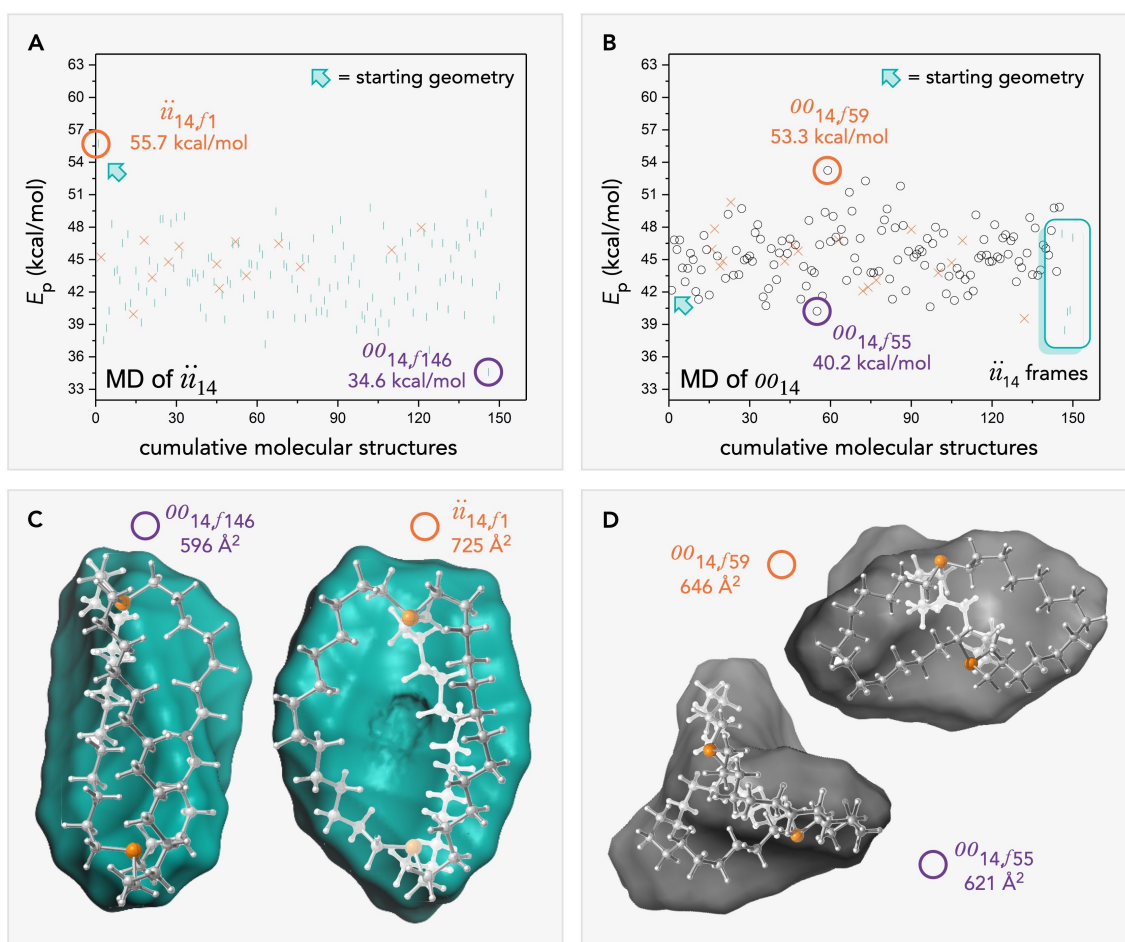 A
63
60
57
54
51
48
45
42
39
36
33
Ep (kcal/mol)
= starting geometry
ïi14,f1
55.7 kcal/mol
oo14,f146
34.6 kcal/mol
MD of ïi14
0 30 60 90 120 150
cumulative molecular structures
B
63
60
57
54
51
48
45
42
39
36
33
Ep (kcal/mol)
= starting geometry
oo14,f59
53.3 kcal/mol
oo14,f55
40.2 kcal/mol
MD of oo14
ïi14 frames
0 30 60 90 120 150
cumulative molecular structures
C
oo14,f146
596 Å2
ïi14,f1
725 Å2
D
oo14,f59
646 Å2
oo14,f55
621 Å2